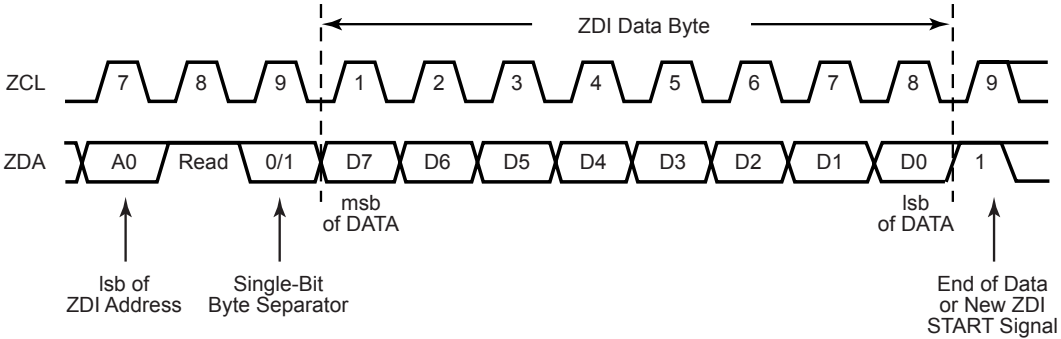 ZDI Data Byte
ZCL 7 8 9 1 2 3 4 5 6 7 8 9
ZDA A0 Read 0/1 D7 D6 D5 D4 D3 D2 D1 D0 1
msb
of DATA
lsb
of DATA
lsb of
ZDI Address
Single-Bit
Byte Separator
End of Data
or New ZDI
START Signal